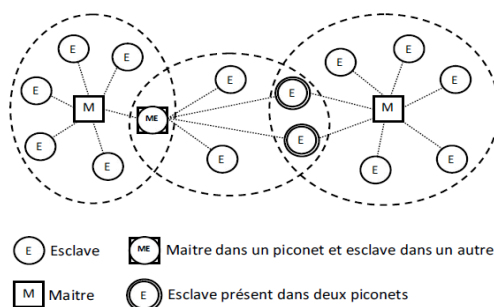 E E
E E
E E
E E
M M
ME
E E E E
E E
E
E Esclave ME Maitre dans un piconet et esclave dans un autre
M Maitre E Esclave présent dans deux piconets